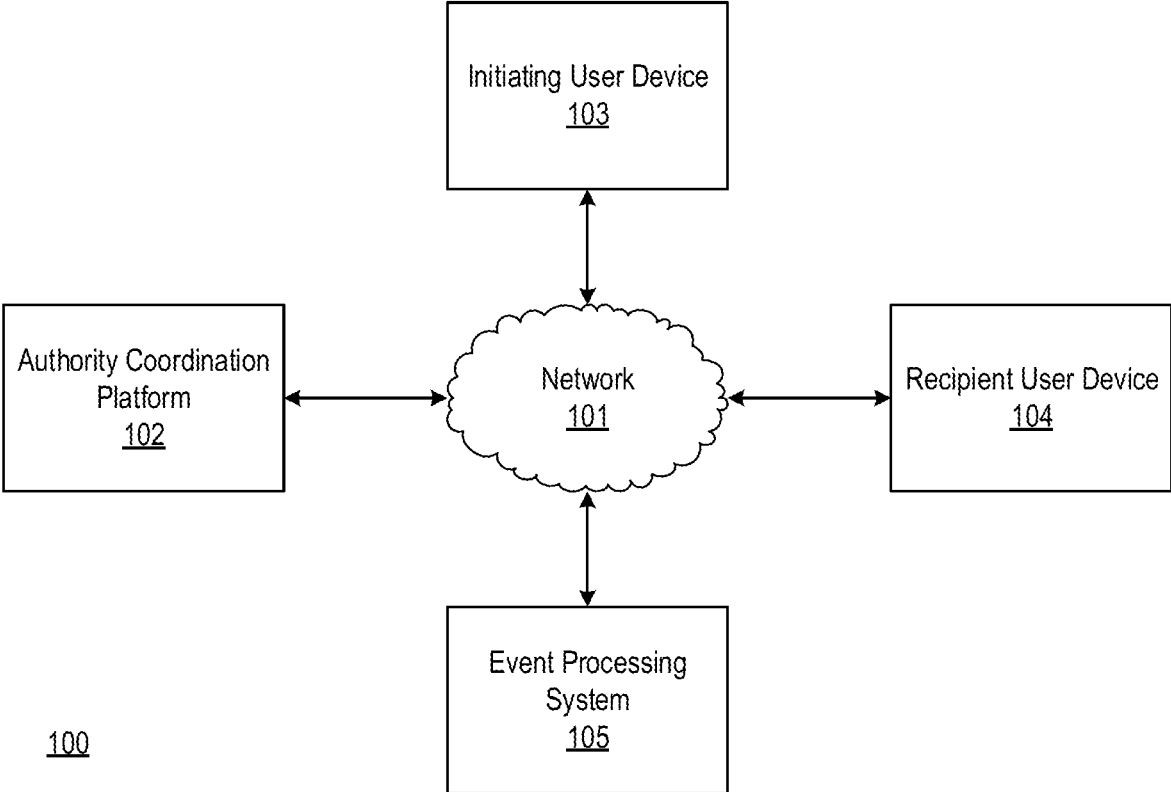 Initiating User Device
103
Authority Coordination
Platform
102
Network
101
Recipient User Device
104
Event Processing
System
105
100